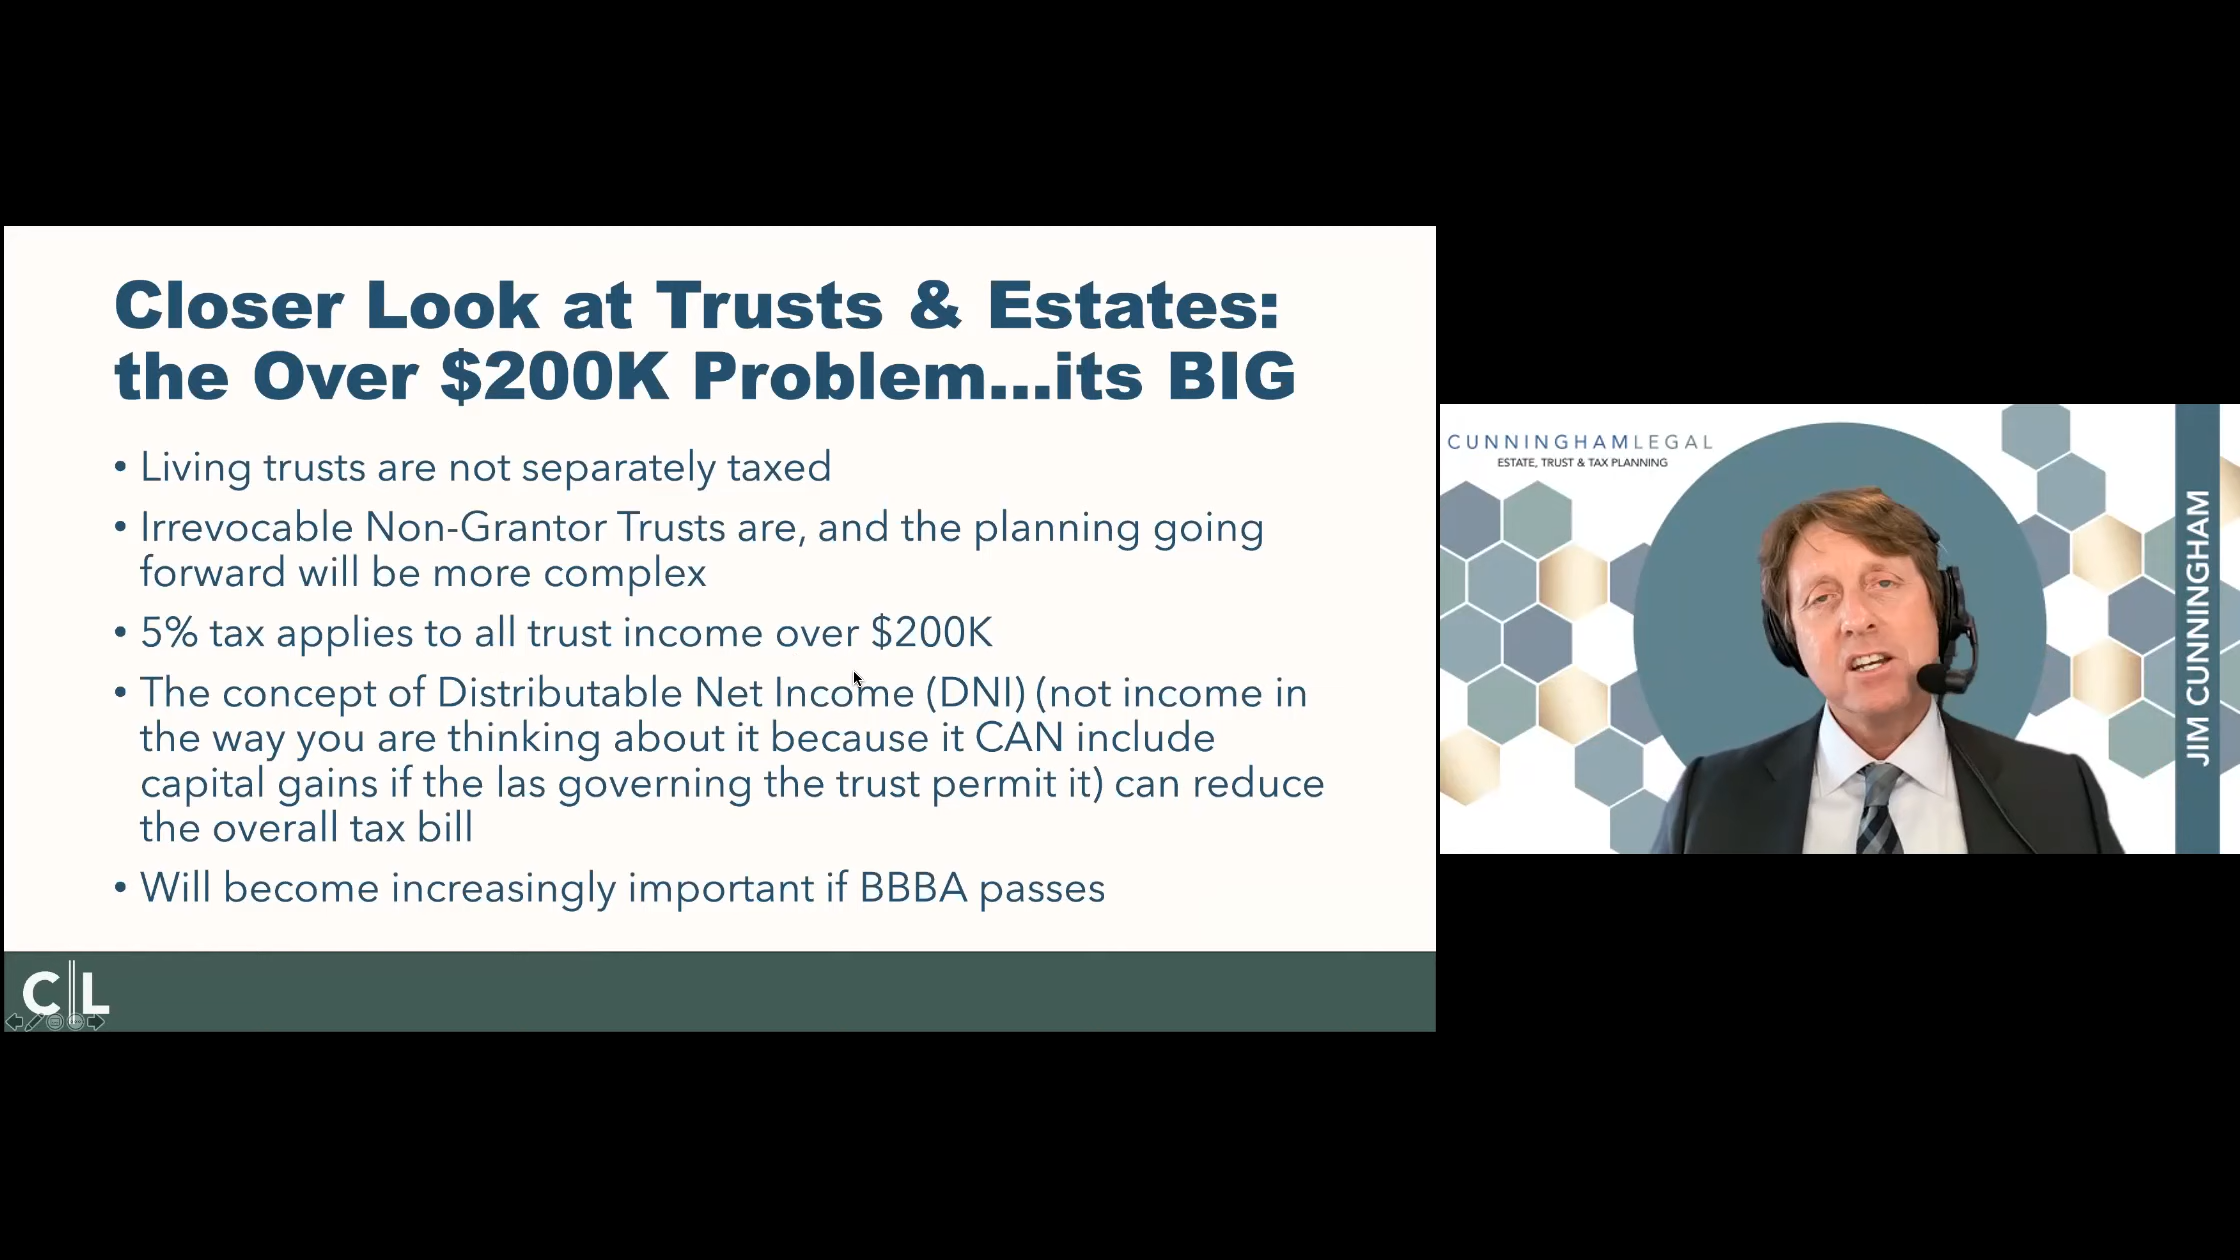 Closer Look at Trusts & Estates:
the Over $200K Problem...its BIG
• Living trusts are not separately taxed
• Irrevocable Non-Grantor Trusts are, and the planning going
forward will be more complex
• 5% tax applies to all trust income over $200K
• The concept of Distributable Net Income (DNI) (not income in
the way you are thinking about it because it CAN include
capital gains if the las governing the trust permit it) can reduce
the overall tax bill
• Will become increasingly important if BBBA passes
C L
CUNNINGHAMLEGAL
ESTATE, TRUST & TAX PLANNING
JIM CUNNINGHAM